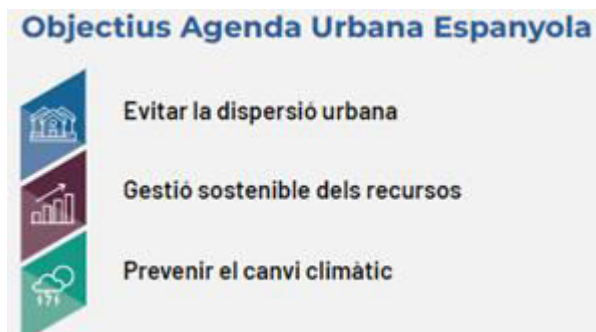 Objectius Agenda Urbana Espanyola
Evitar la dispersió urbana
Gestió sostenible dels recursos
Prevenir el canvi climàtic